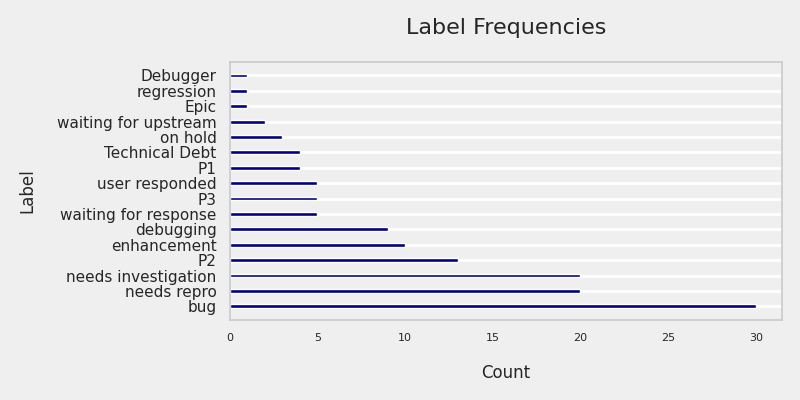 Label Frequencies
Label
Debugger
regression
Epic
waiting for upstream
on hold
Technical Debt
P1
user responded
P3
waiting for response
debugging
enhancement
P2
needs investigation
needs repro
bug
0 5 10 15 20 25 30
Count